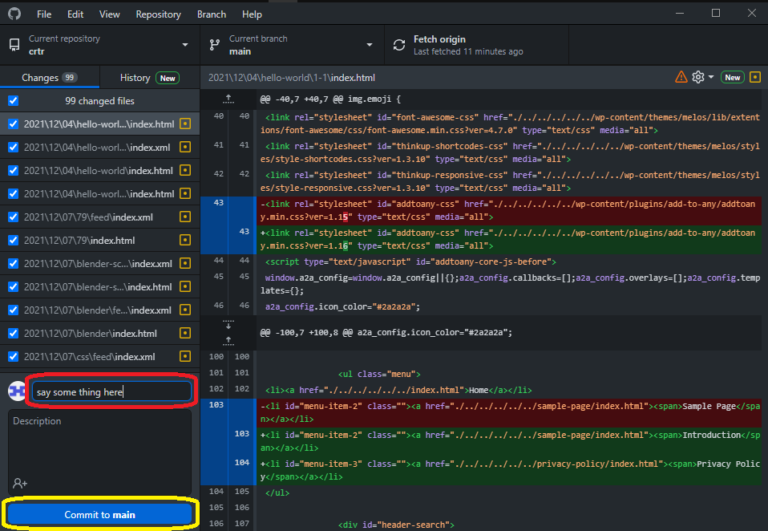 File Edit View Repository Branch Help
Current repository
crtr
Current branch
main
Fetch origin
Last fetched 11 minutes ago
Changes 99
History New
99 changed files
2021\12\04\hello-worl...\index.html
2021\12\04\hello-worl...\index.xml
2021\12\04\hello-world\index.html
2021\12\04\hello-worl...\index.html
2021\12\07\79\feed\index.xml
2021\12\07\79\index.html
2021\12\07\blender-sc...\index.xml
2021\12\07\blender-s...\index.html
2021\12\07\blender\fe...\index.xml
2021\12\07\blender\index.html
2021\12\07\css\feed\index.xml
say some thing here
Description
Commit to main
2021\12\04\hello-world\1-1\index.html
New
@@ -40,7 +40,7 @@ img.emoji {
40 40 <link rel="stylesheet" id="font-awesome-css" href="./../../../../../wp-content/themes/melos/lib/extent
ions/font-awesome/css/font-awesome.min.css?ver=4.7.0" type="text/css" media="all">
41 41 <link rel="stylesheet" id="thinkup-shortcodes-css" href="./../../../../../wp-content/themes/melos/styl
es/style-shortcodes.css?ver=1.3.10" type="text/css" media="all">
42 42 <link rel="stylesheet" id="thinkup-responsive-css" href="./../../../../../wp-content/themes/melos/styl
es/style-responsive.css?ver=1.3.10" type="text/css" media="all">
43 -<link rel="stylesheet" id="addtoany-css" href="./../../../../../wp-content/plugins/add-to-any/addtoan
y.min.css?ver=1.15" type="text/css" media="all">
43 +<link rel="stylesheet" id="addtoany-css" href="./../../../../../wp-content/plugins/add-to-any/addtoan
y.min.css?ver=1.16" type="text/css" media="all">
44 44 <script type="text/javascript" id="addtoany-core-js-before">
45 45 window.a2a_config=window.a2a_config||{};a2a_config.callbacks=[];a2a_config.overlays=[];a2a_config.temp
lates={};
46 46 a2a_config.icon_color="#2a2a2a";
@@ -100,7 +100,8 @@ a2a_config.icon_color="#2a2a2a";
100 100
101 101 <ul class="menu">
102 102 <li><a href="./../../../../../index.html">Home</a></li>
103 -<li id="menu-item-2" class=""><a href="./../../../../../sample-page/index.html"><span>Sample Page</spa
n></a></li>
103 +<li id="menu-item-2" class=""><a href="./../../../../../sample-page/index.html"><span>Introduction</sp
an></a></li>
104 +<li id="menu-item-3" class=""><a href="./../../../../../privacy-policy/index.html"><span>Privacy Polic
y</span></a></li>
104 105 </ul>
105 106
106 107 <div id="header-search">